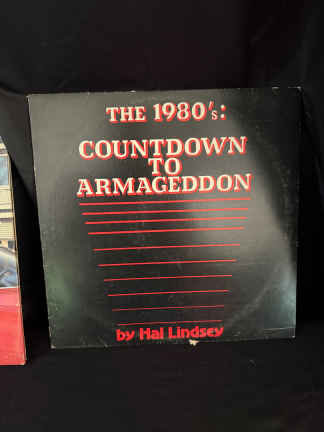 THE 1980's:
COUNTDOWN
TO
ARMAGEDDON
by Hal Lindsey